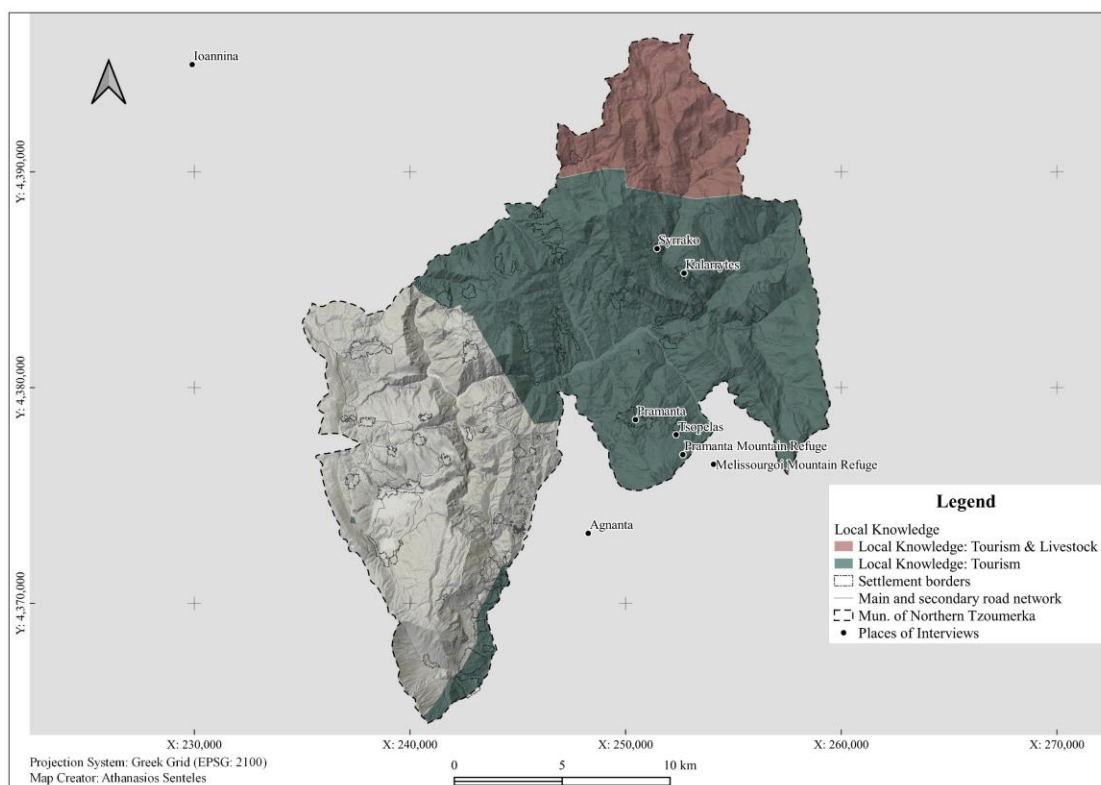 Ioannina
Y: 4,390,000
Syrrako
Kalarrytes
Y: 4,380,000
Pramanta
Tsopelas
Pramanta Mountain Refuge
Melissourgoi Mountain Refuge
Agnanta
Y: 4,370,000
Legend
Local Knowledge
Local Knowledge: Tourism & Livestock
Local Knowledge: Tourism
Settlement borders
Main and secondary road network
Mun. of Northern Tzoumerka
Places of Interviews
X: 230,000
X: 240,000
X: 250,000
X: 260,000
X: 270,000
Projection System: Greek Grid (EPSG: 2100)
Map Creator: Athanasios Senteles
0
5
10 km